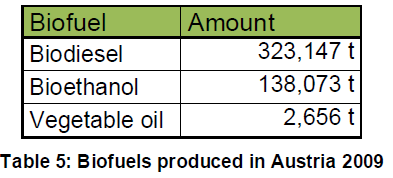 Biofuel Amount
Biodiesel 323,147 t
Bioethanol 138,073 t
Vegetable oil 2,656 t
Table 5: Biofuels produced in Austria 2009